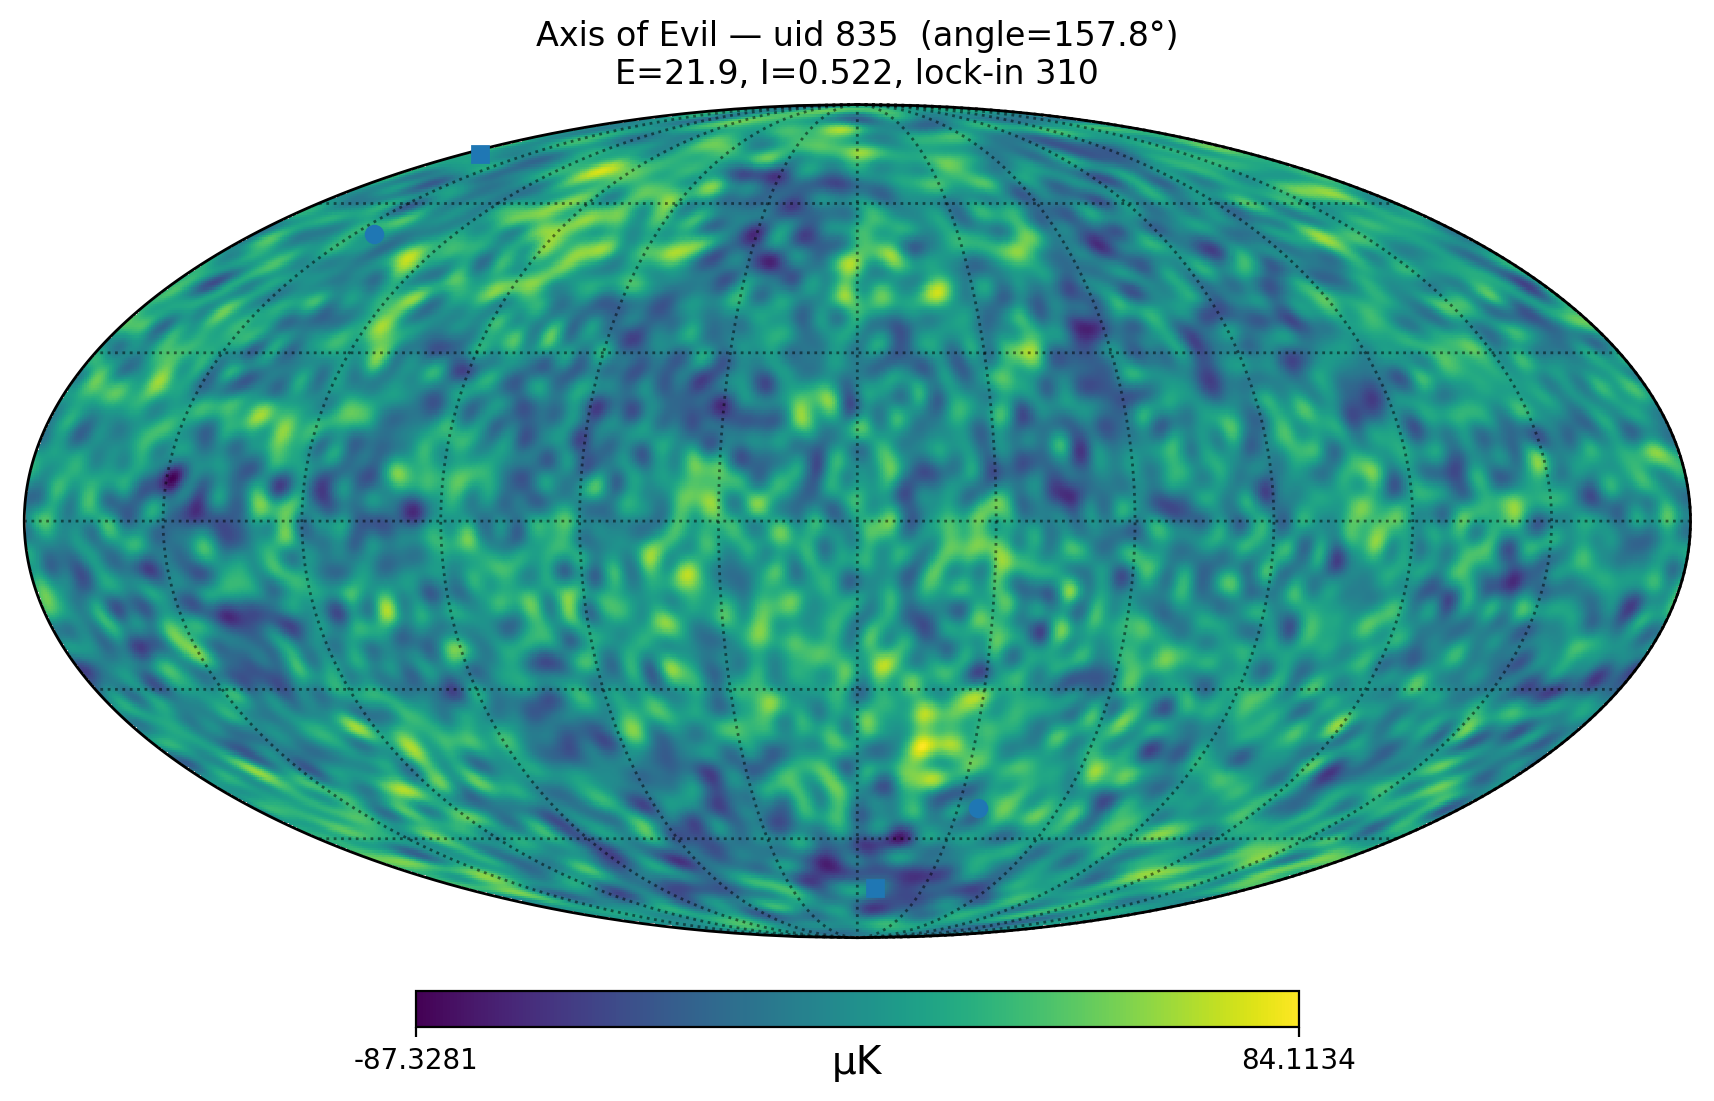 Axis of Evil — uid 835  (angle=157.8°)
E=21.9, I=0.522, lock-in 310
-87.3281
μK
84.1134